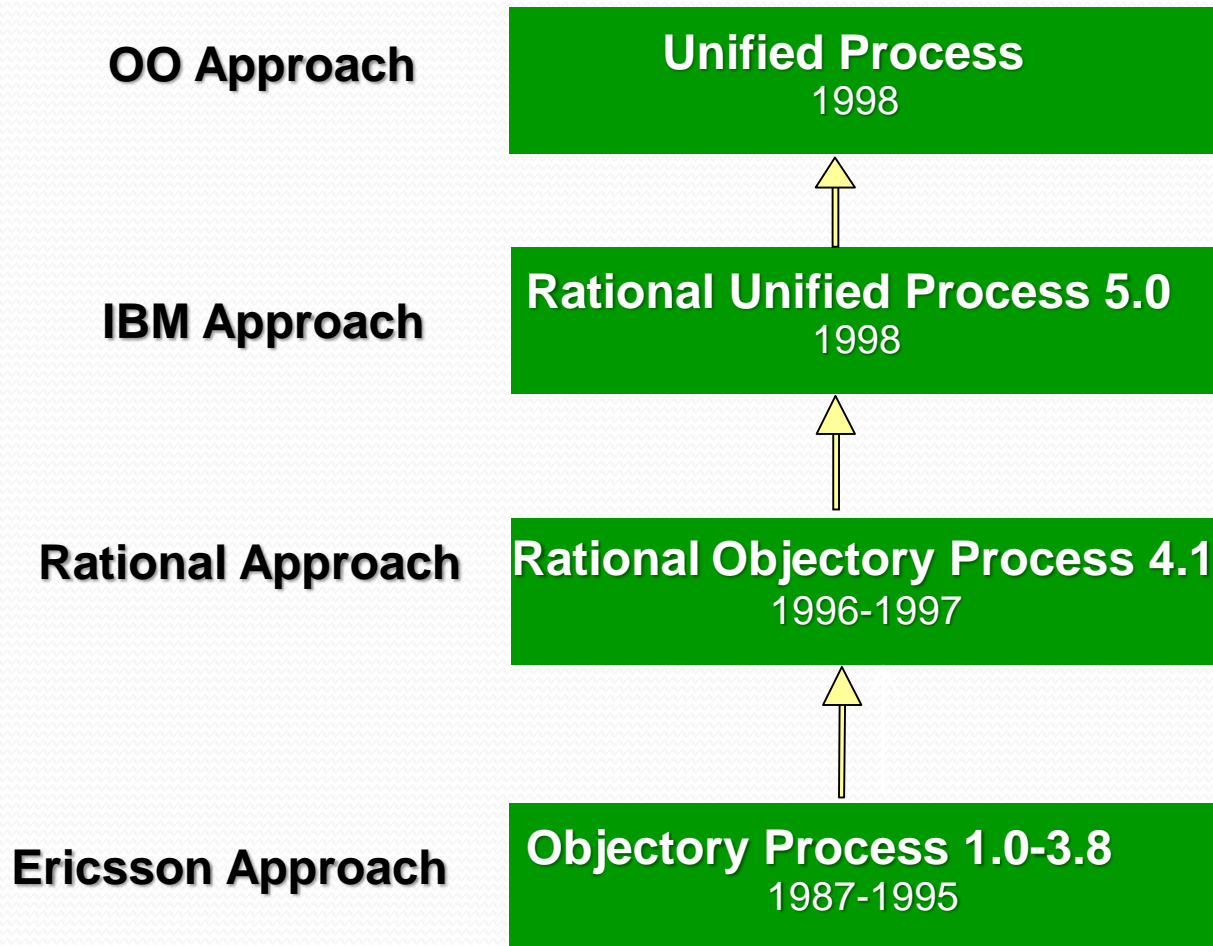 OO Approach
Unified Process
1998
IBM Approach
Rational Unified Process 5.0
1998
Rational Approach
Rational Objectory Process 4.1
1996-1997
Ericsson Approach
Objectory Process 1.0-3.8
1987-1995